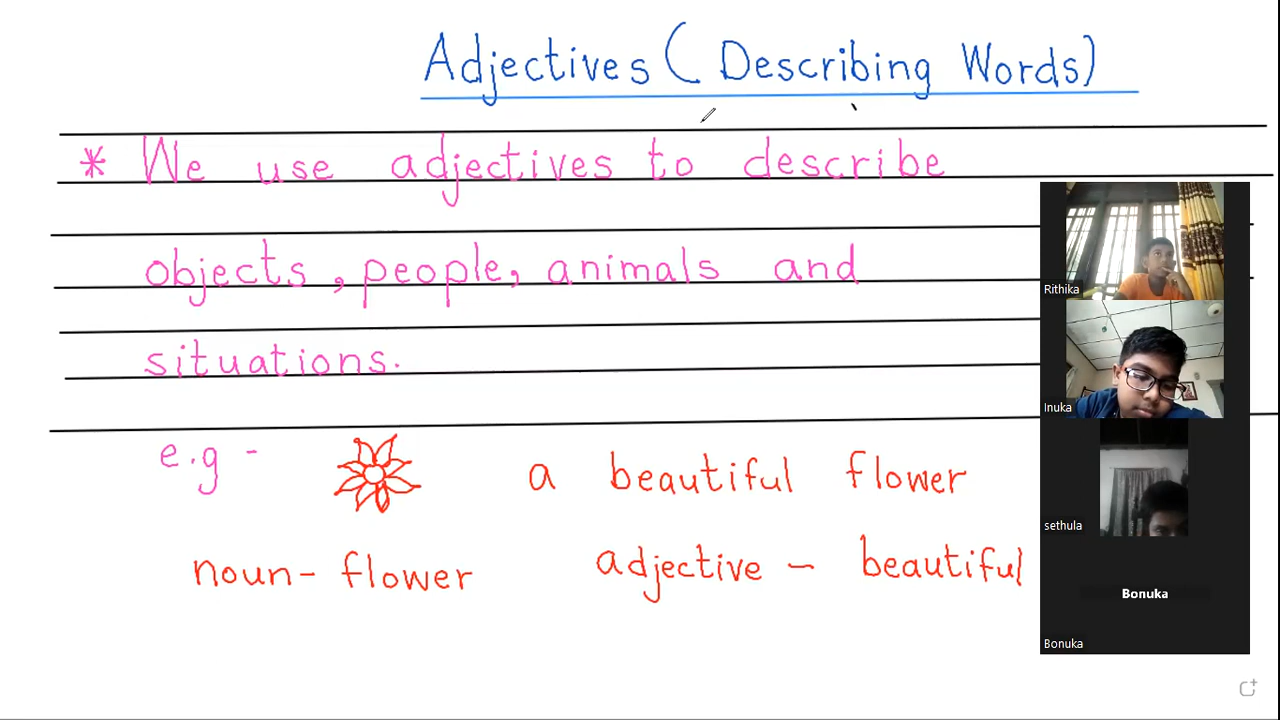 Adjectives (Describing Words)
* We use adjectives to describe
objects, people, animals and
situations.
e.g -
a beautiful flower
noun- flower
adjective - beautiful
Rithika
Inuka
sethula
Bonuka
Bonuka